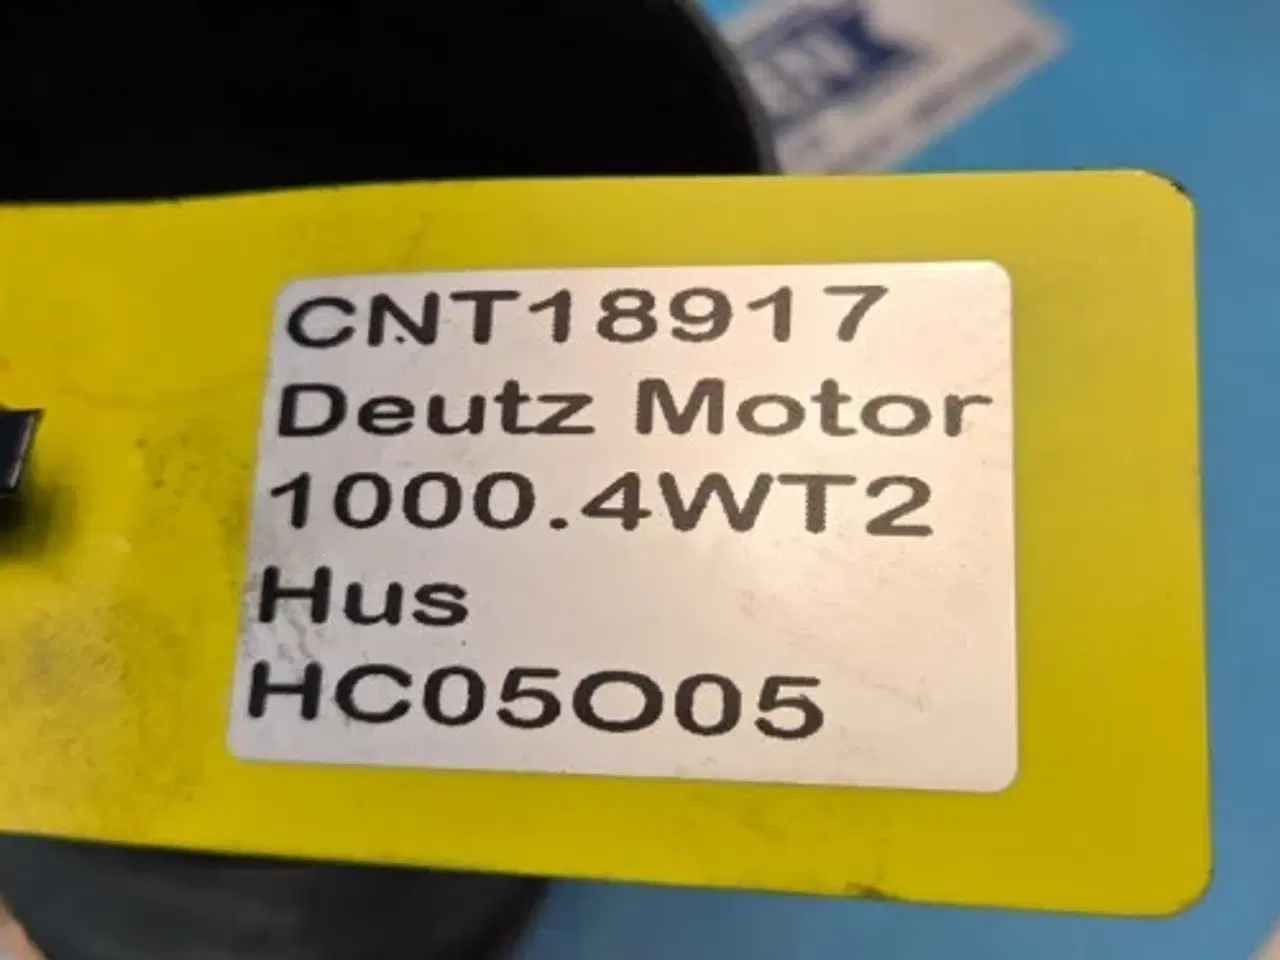 CNT18917
Deutz Motor
1000.4WT2
Hus
HC05O05